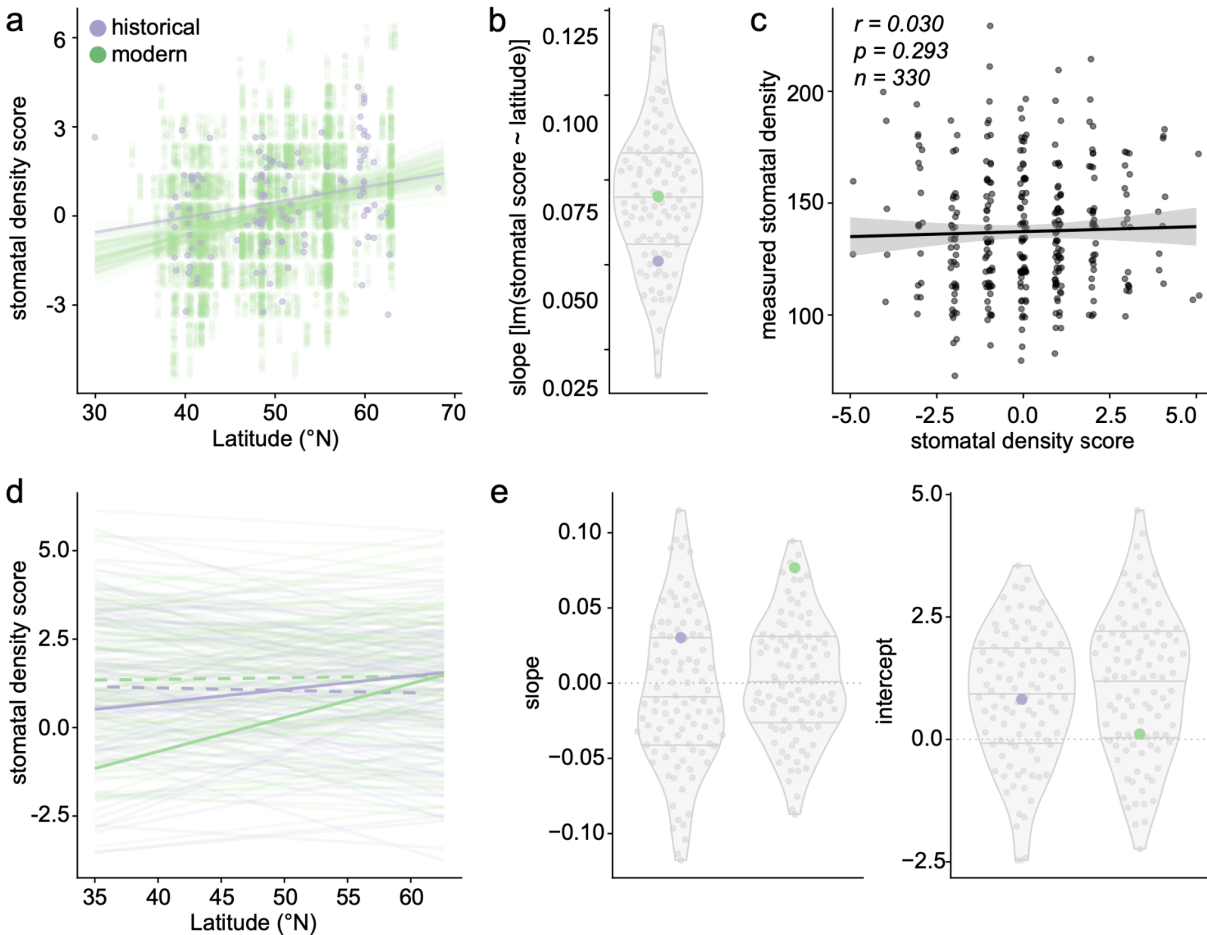 a
historical
modern
6
3
0
-3
stomatal density score
30
40
50
60
70
Latitude (°N)
b
0.125
0.100
0.075
0.050
0.025
slope [lm(stomatal score ~ latitude)]
c
r = 0.030
p = 0.293
n = 330
200
150
100
measured stomatal density
-5.0
-2.5
0.0
2.5
5.0
stomatal density score
d
5.0
2.5
0.0
-2.5
stomatal density score
35
40
45
50
55
60
Latitude (°N)
e
0.10
0.05
0.00
−0.05
−0.10
slope
5.0
2.5
0.0
−2.5
intercept